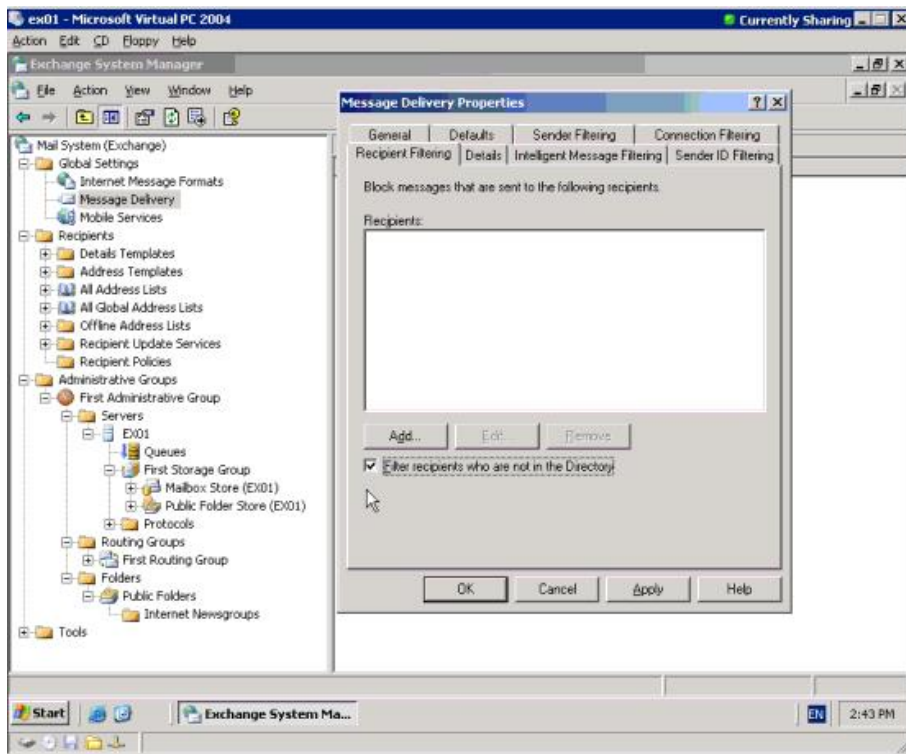 ex01 - Microsoft Virtual PC 2004
Currently Sharing
Action Edit CD Floppy Help
Exchange System Manager
File Action View Window Help
Mail System (Exchange)
Global Settings
Internet Message Formats
Message Delivery
Mobile Services
Recipients
Details Templates
Address Templates
All Address Lists
All Global Address Lists
Offline Address Lists
Recipient Update Services
Recipient Policies
Administrative Groups
First Administrative Group
Servers
EX01
Queues
First Storage Group
Mailbox Store (EX01)
Public Folder Store (EX01)
Protocols
Routing Groups
First Routing Group
Folders
Public Folders
Internet Newsgroups
Tools
Message Delivery Properties
General Defaults Sender Filtering Connection Filtering
Recipient Filtering Details Intelligent Message Filtering Sender ID Filtering
Block messages that are sent to the following recipients.
Recipients:
Add... Edit... Remove
Filter recipients who are not in the Directory
OK Cancel Apply Help
Start Exchange System Ma... EN 2:43 PM